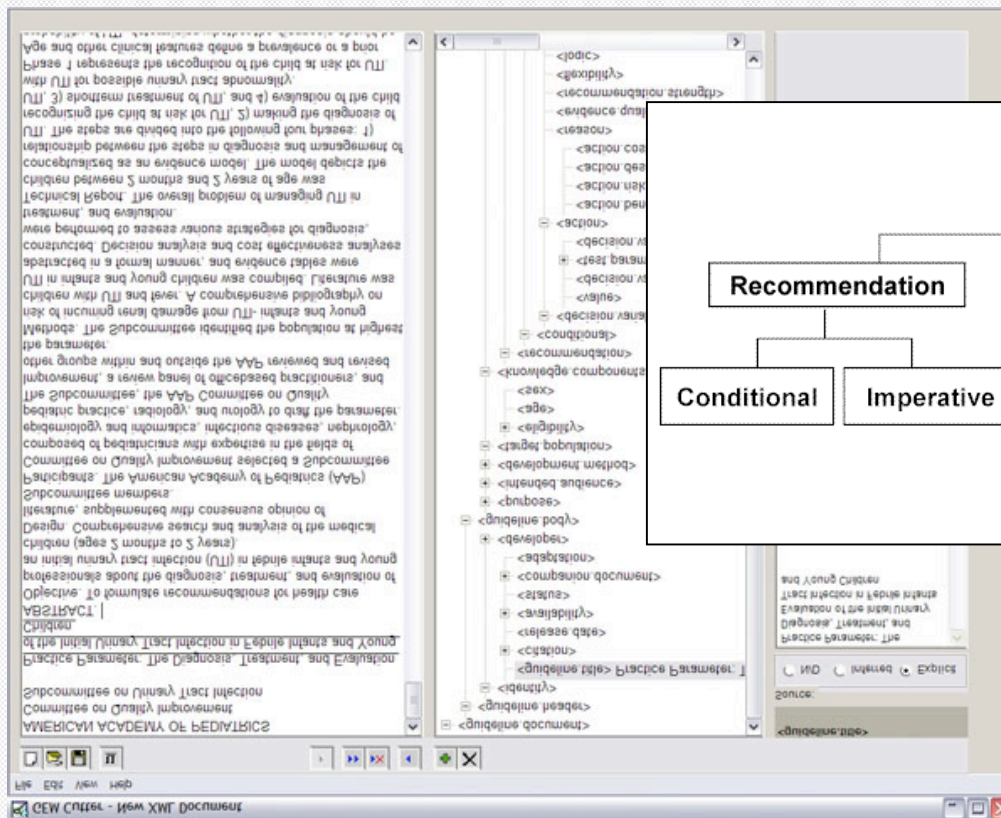 GEM Cutter - New XML Document
File Edit View Help
AMERICAN ACADEMY OF PEDIATRICS
Committee on Quality Improvement
Subcommittee on Urinary Tract Infection
Practice Parameter: The Diagnosis, Treatment, and Evaluation
of the Initial Urinary Tract Infection in Febrile Infants and Young
Children
ABSTRACT.
Objective. To formulate recommendations for health care
professionals about the diagnosis, treatment, and evaluation of
an initial urinary tract infection (UTI) in febrile infants and young
children (ages 2 months to 2 years).
Design. Comprehensive search and analysis of the medical
literature, supplemented with consensus opinion of
Subcommittee members.
Participants. The American Academy of Pediatrics (AAP)
Committee on Quality Improvement selected a Subcommittee
composed of pediatricians with expertise in the fields of
epidemiology and informatics, infectious diseases, nephrology,
pediatric practice, radiology, and urology to draft the parameter.
The Subcommittee, the AAP Committee on Quality
Improvement, a review panel of officebased practitioners, and
other groups within and outside the AAP reviewed and revised
the parameter.
Methods. The Subcommittee identified the population at highest
risk of incurring renal damage from UTI- infants and young
children with UTI and fever. A comprehensive bibliography on
UTI in infants and young children was compiled. Literature was
abstracted in a formal manner, and evidence tables were
constructed. Decision analysis and cost effectiveness analyses
were performed to assess various strategies for diagnosis,
treatment, and evaluation.
Technical Report. The overall problem of managing UTI in
children between 2 months and 2 years of age was
conceptualized as an evidence model. The model depicts the
relationship between the steps in diagnosis and management of
UTI. The steps are divided into the following four phases: 1)
recognizing the child at risk for UTI, 2) making the diagnosis of
UTI, 3) shortterm treatment of UTI, and 4) evaluation of the child
with UTI for possible urinary tract abnormality.
Phase 1 represents the recognition of the child at risk for UTI.
Age and other clinical features define a prevalence or a prior
<guideline.document>
<guideline.header>
<identity>
<guideline.title> Practice Parameter: T
<citation>
<release.date>
<availability>
<status>
<companion.document>
<adaptation>
<developer>
<guideline.body>
<purpose>
<intended.audience>
<development.method>
<target.population>
<eligibility>
<age>
<sex>
<knowledge.components
<recommendation>
<conditional>
<decision.varia
<value>
<decision.va
<test.param
<decision.va
<action>
<action.ben
<action.risk
<action.des
<action.cos
<reason>
<evidence.qual
<recommendation.strength>
<flexibility>
<logic>
<guideline.title>
Source:
N/D Inferred Explicit
Practice Parameter: The
Diagnosis, Treatment, and
Evaluation of the Initial Urinary
Tract Infection in Febrile Infants
and Young Children
Recommendation
Conditional Imperative